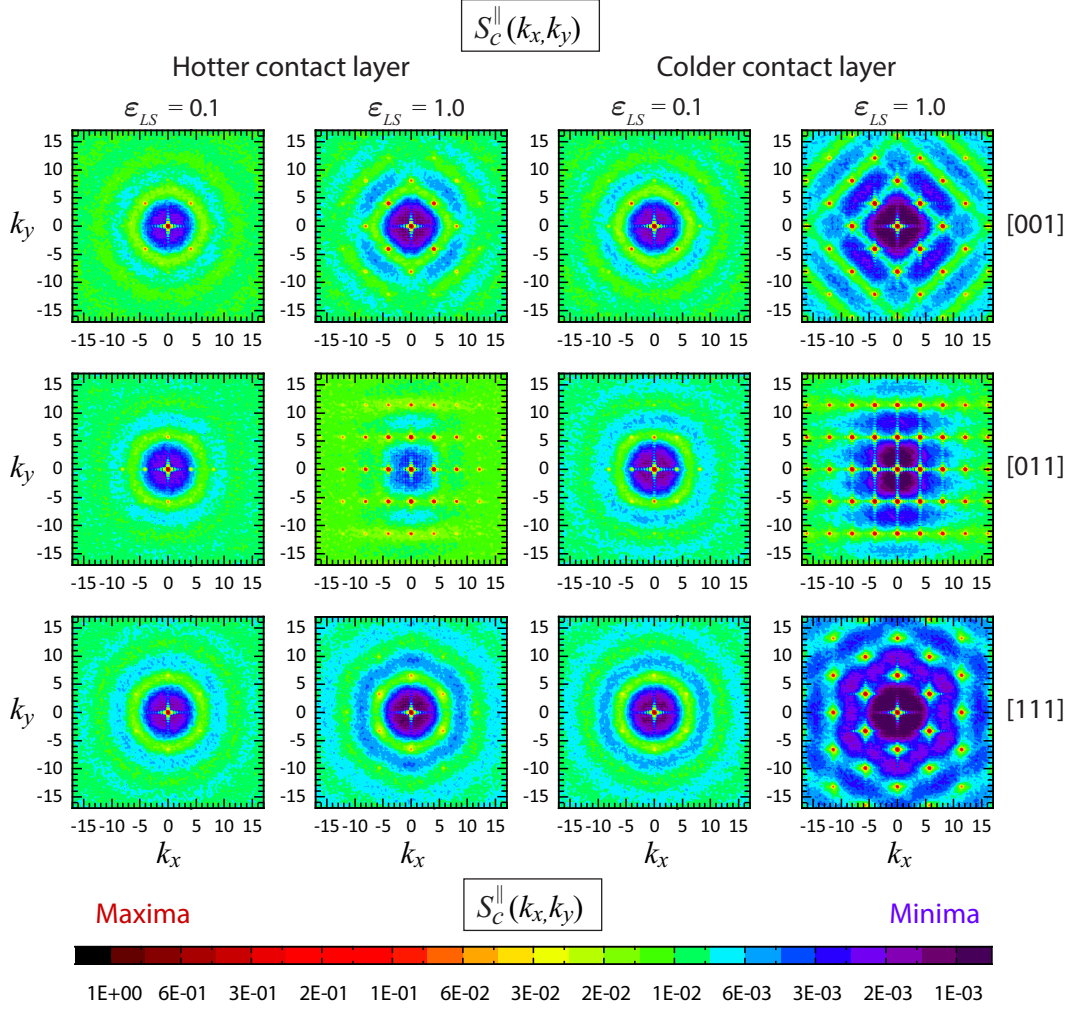 S_c^∥(k_x,k_y)
Hotter contact layer Colder contact layer
ε_LS = 0.1 ε_LS = 1.0 ε_LS = 0.1 ε_LS = 1.0
15
10
5
k_y 0 [001]
-5
-10
-15
-15 -10 -5 0 5 10 15 -15 -10 -5 0 5 10 15 -15 -10 -5 0 5 10 15 -15 -10 -5 0 5 10 15
15
10
5
k_y 0 [011]
-5
-10
-15
-15 -10 -5 0 5 10 15 -15 -10 -5 0 5 10 15 -15 -10 -5 0 5 10 15 -15 -10 -5 0 5 10 15
15
10
5
k_y 0 [111]
-5
-10
-15
-15 -10 -5 0 5 10 15 -15 -10 -5 0 5 10 15 -15 -10 -5 0 5 10 15 -15 -10 -5 0 5 10 15
k_x k_x k_x k_x
Maxima S_c^∥(k_x,k_y) Minima
1E+00 6E-01 3E-01 2E-01 1E-01 6E-02 3E-02 2E-02 1E-02 6E-03 3E-03 2E-03 1E-03